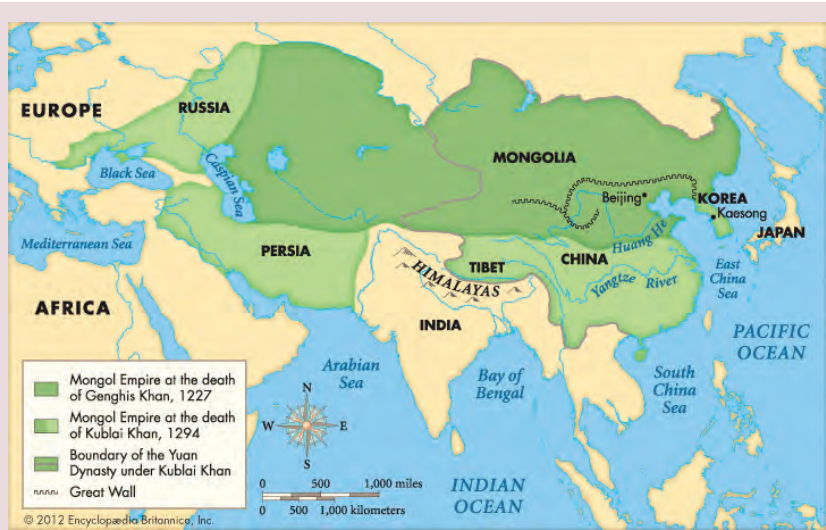 EUROPE
RUSSIA
MONGOLIA
Black Sea
Caspian Sea
Beijing
KOREA
Kaesong
JAPAN
Mediterranean Sea
PERSIA
TIBET
CHINA
Huang He
HIMALAYAS
Yangtze River
East
China
Sea
AFRICA
INDIA
PACIFIC
OCEAN
Arabian
Sea
Bay of
Bengal
South
China
Sea
Mongol Empire at the death
of Genghis Khan, 1227
Mongol Empire at the death
of Kublai Khan, 1294
Boundary of the Yuan
Dynasty under Kublai Khan
Great Wall
N
W E
S
0 500 1,000 miles
0 500 1,000 kilometers
INDIAN
OCEAN
© 2012 Encyclopædia Britannica, Inc.